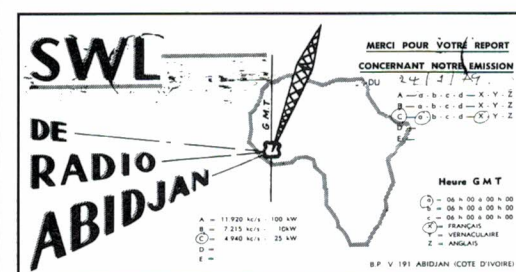 SWL
DE
RADIO
ABIDJAN
GMT
MERCI POUR VOTRE REPORT
CONCERNANT NOTRE EMISSION
DU 24/1/79
A — a - b - c - d — X - Y - Z
B — a - b - c - d — X - Y - Z
C — a - b - c - d — X - Y - Z
D —
E —
A = 11 920 kc/s - 100 kW
B = 7 215 kc/s - 10kW
C = 4 940 kc/s - 25 kW
D =
E =
Heure GMT
a = 06 h 00 à 00 h 00
b = 06 h 00 à 00 h 00
c = 06 h 00 à 00 h 00
X = FRANÇAIS
Y = VERNACULAIRE
Z = ANGLAIS
B.P V 191 ABIDJAN (COTE D'IVOIRE)